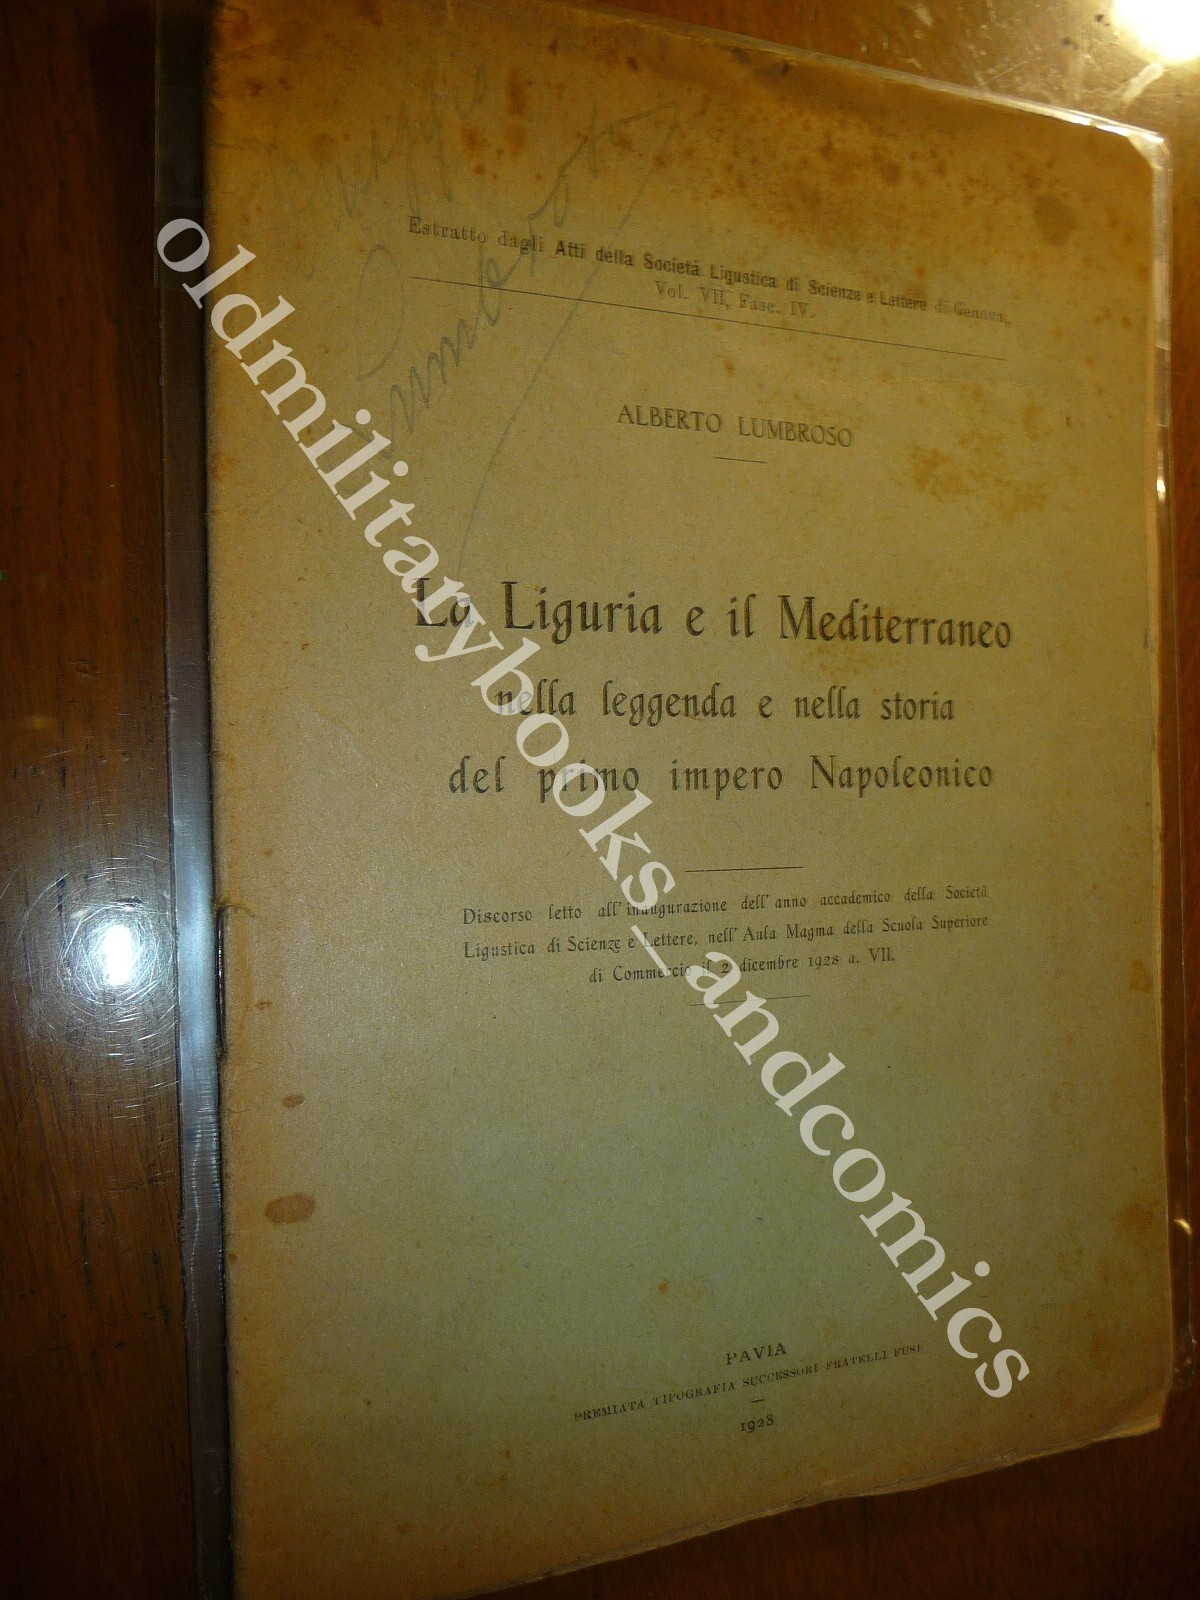 Estratto dagli Atti della Società Ligustica di Scienze e Lettere di Genova,
Vol. VII, Fasc. IV.
ALBERTO LUMBROSO
La Liguria e il Mediterraneo
nella leggenda e nella storia
del primo impero Napoleonico
Discorso letto all'inaugurazione dell'anno accademico della Società
Ligustica di Scienze e Lettere, nell'Aula Magma della Scuola Superiore
di Commercio il 2 dicembre 1928 a. VII.
PAVIA
PREMIATA TIPOGRAFIA SUCCESSORI FRATELLI FUSI
1928
Lumbroso
oldmilitarybooks_andcomics